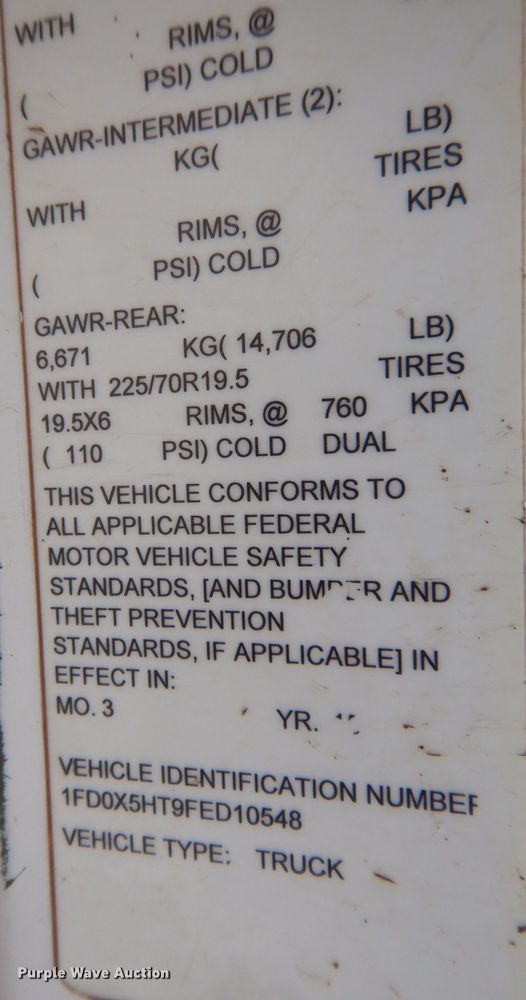 WITH RIMS, @
( PSI) COLD
GAWR-INTERMEDIATE (2):
KG( LB)
TIRES
WITH RIMS, @ KPA
( PSI) COLD
GAWR-REAR:
6,671 KG( 14,706 LB)
WITH 225/70R19.5 TIRES
19.5X6 RIMS, @ 760 KPA
( 110 PSI) COLD DUAL
THIS VEHICLE CONFORMS TO
ALL APPLICABLE FEDERAL
MOTOR VEHICLE SAFETY
STANDARDS, [AND BUMPER AND
THEFT PREVENTION
STANDARDS, IF APPLICABLE] IN
EFFECT IN:
MO. 3 YR.
VEHICLE IDENTIFICATION NUMBER
1FD0X5HT9FED10548
VEHICLE TYPE: TRUCK
Purple Wave Auction